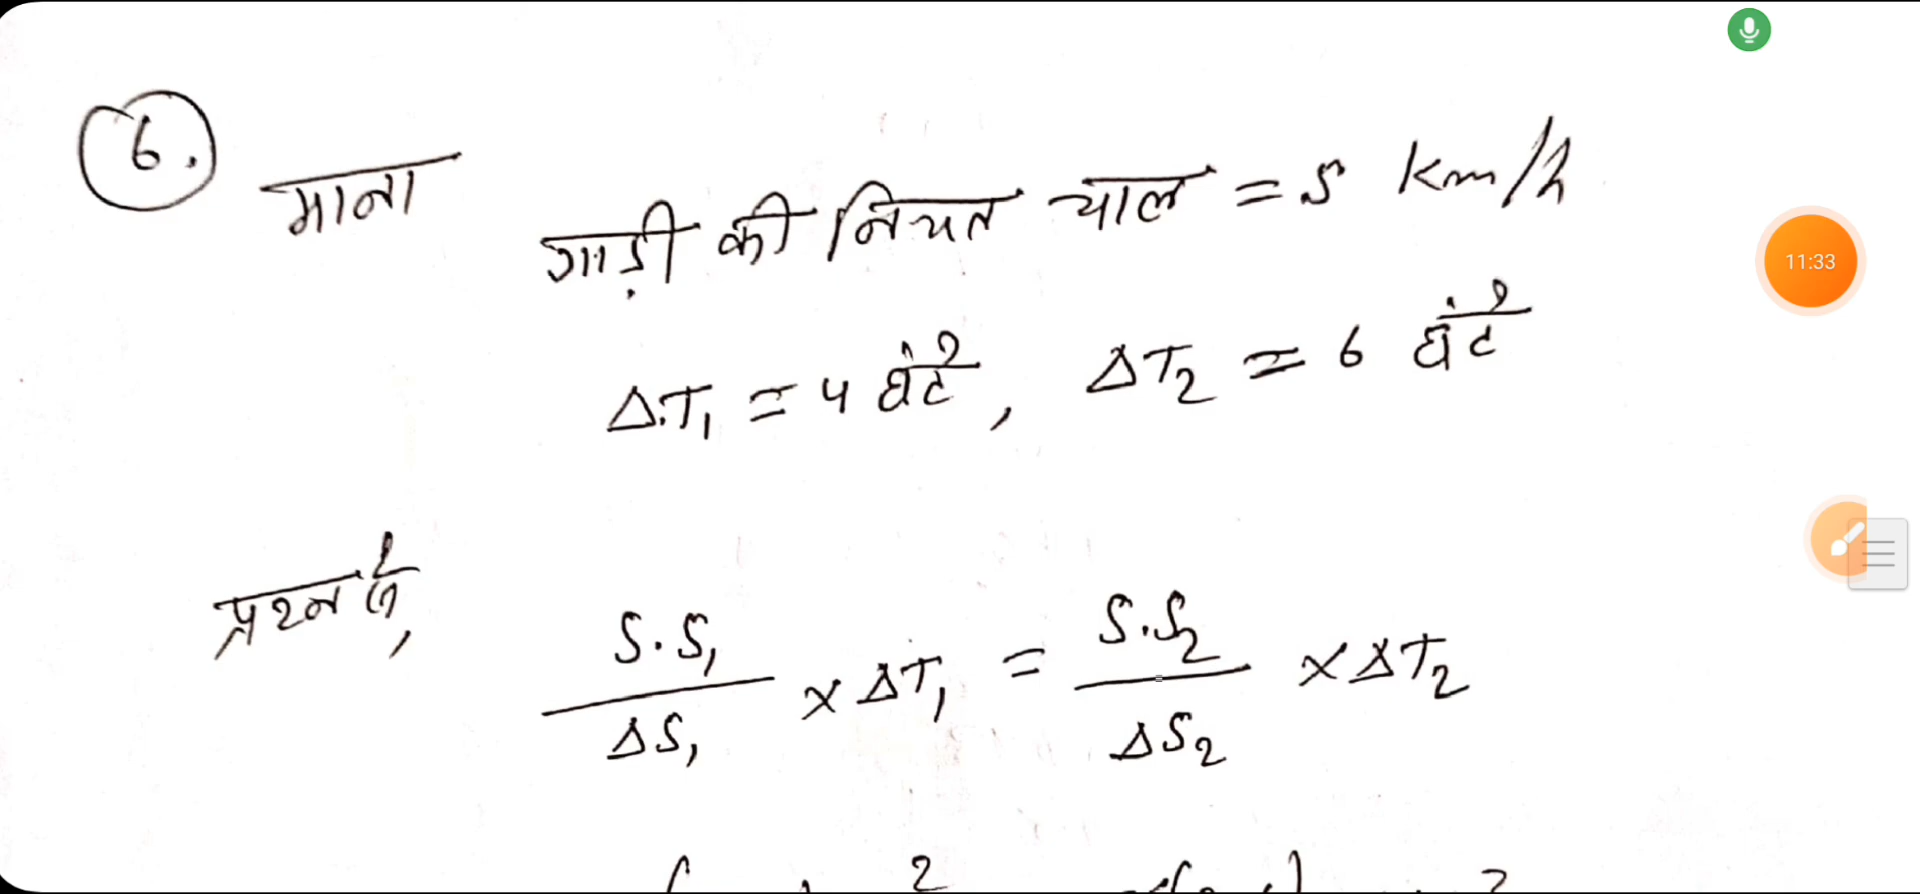 6.
माना
गाड़ी की नियत चाल = S km/h
ΔT₁ = 4 घंटे, ΔT₂ = 6 घंटे
11:33
प्रश्न से,
S.S₁/ΔS₁ × ΔT₁ = S.S₂/ΔS₂ × ΔT₂